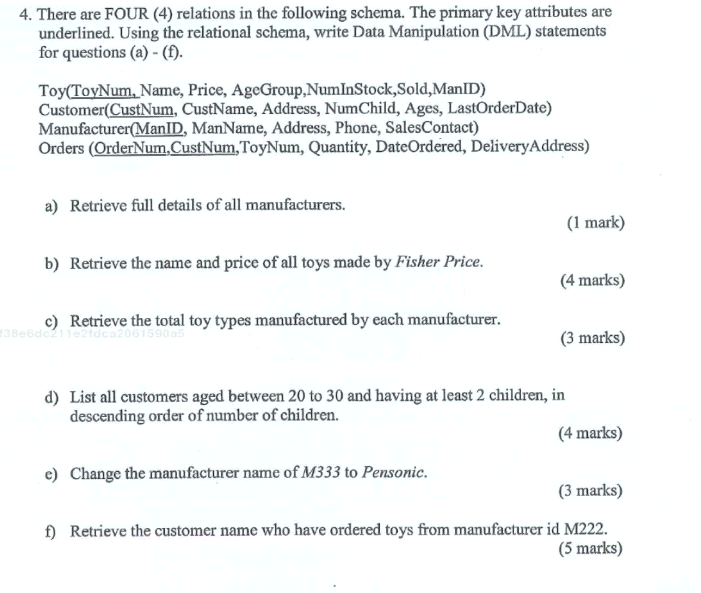 4. There are FOUR (4) relations in the following schema. The primary key attributes are
underlined. Using the relational schema, write Data Manipulation (DML) statements
for questions (a) - (f).
Toy(ToyNum, Name, Price, AgeGroup,NumInStock,Sold,ManID)
Customer(CustNum, CustName, Address, NumChild, Ages, LastOrderDate)
Manufacturer(ManID, ManName, Address, Phone, SalesContact)
Orders (OrderNum,CustNum,ToyNum, Quantity, DateOrdered, DeliveryAddress)
a) Retrieve full details of all manufacturers.
(1 mark)
b) Retrieve the name and price of all toys made by Fisher Price.
(4 marks)
c) Retrieve the total toy types manufactured by each manufacturer.
(3 marks)
d) List all customers aged between 20 to 30 and having at least 2 children, in
descending order of number of children.
(4 marks)
e) Change the manufacturer name of M333 to Pensonic.
(3 marks)
f) Retrieve the customer name who have ordered toys from manufacturer id M222.
(5 marks)